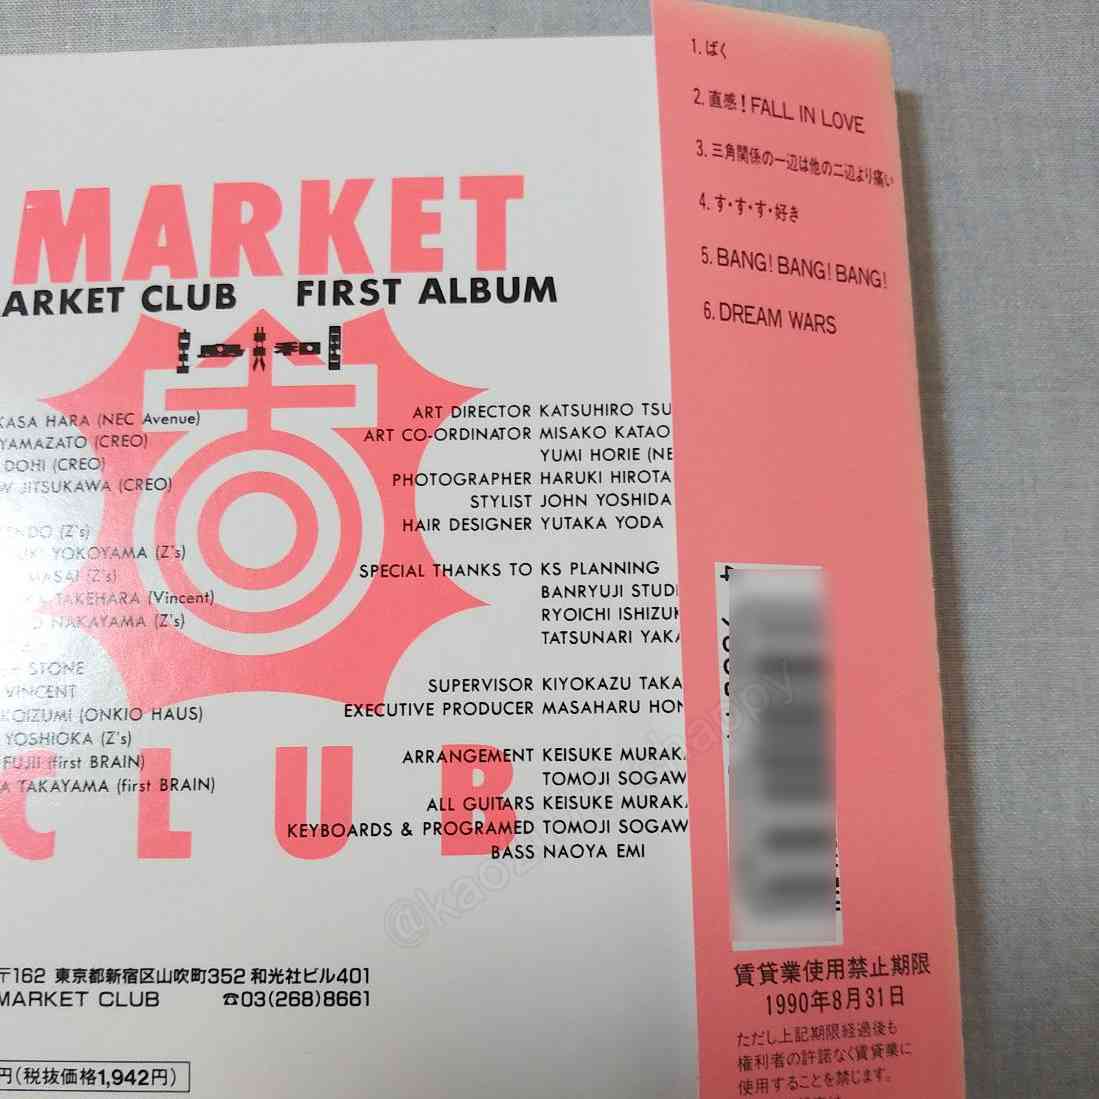 1. ばく
2. 直感！FALL IN LOVE
3. 三角関係の一辺は他の二辺より痛い
4. す・す・す・好き
5. BANG! BANG! BANG!
6. DREAM WARS
MARKET
ARKET CLUB FIRST ALBUM
KASA HARA (NEC Avenue)
YAMAZATO (CREO)
DOHI (CREO)
JITSUKAWA (CREO)
ENDO (Z's)
YOKOYAMA (Z's)
MASAI (Z's)
TAKEHARA (Vincent)
NAKAYAMA (Z's)
STONE
VINCENT
KOIZUMI (ONKIO HAUS)
YOSHIOKA (Z's)
FUJII (first BRAIN)
A TAKAYAMA (first BRAIN)
ART DIRECTOR KATSUHIRO TSU
ART CO-ORDINATOR MISAKO KATAO
YUMI HORIE (NE
PHOTOGRAPHER HARUKI HIROTA
STYLIST JOHN YOSHIDA
HAIR DESIGNER YUTAKA YODA
SPECIAL THANKS TO KS PLANNING
BANRYUJI STUDI
RYOICHI ISHIZUK
TATSUNARI YAKA
SUPERVISOR KIYOKAZU TAKA
EXECUTIVE PRODUCER MASAHARU HON
ARRANGEMENT KEISUKE MURAKA
TOMOJI SOGAW
ALL GUITARS KEISUKE MURAKA
KEYBOARDS & PROGRAMED TOMOJI SOGAW
BASS NAOYA EMI
CLUB
〒162 東京都新宿区山吹町352 和光社ビル401
MARKET CLUB ☎03(268)8661
円(税抜価格1,942円)
賃貸業使用禁止期限
1990年8月31日
ただし上記期限経過後も
権利者の許諾なく賃貸業に
使用することを禁じます。